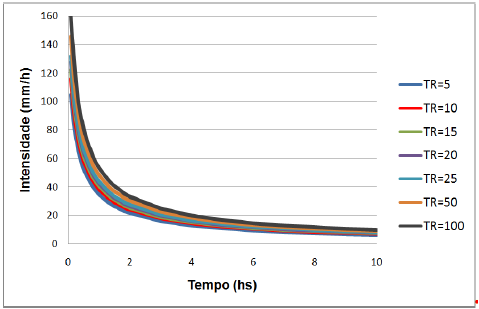 160
140
120
100
80
60
40
20
0
Intensidade (mm/h)
0 2 4 6 8 10
Tempo (hs)
TR=5
TR=10
TR=15
TR=20
TR=25
TR=50
TR=100